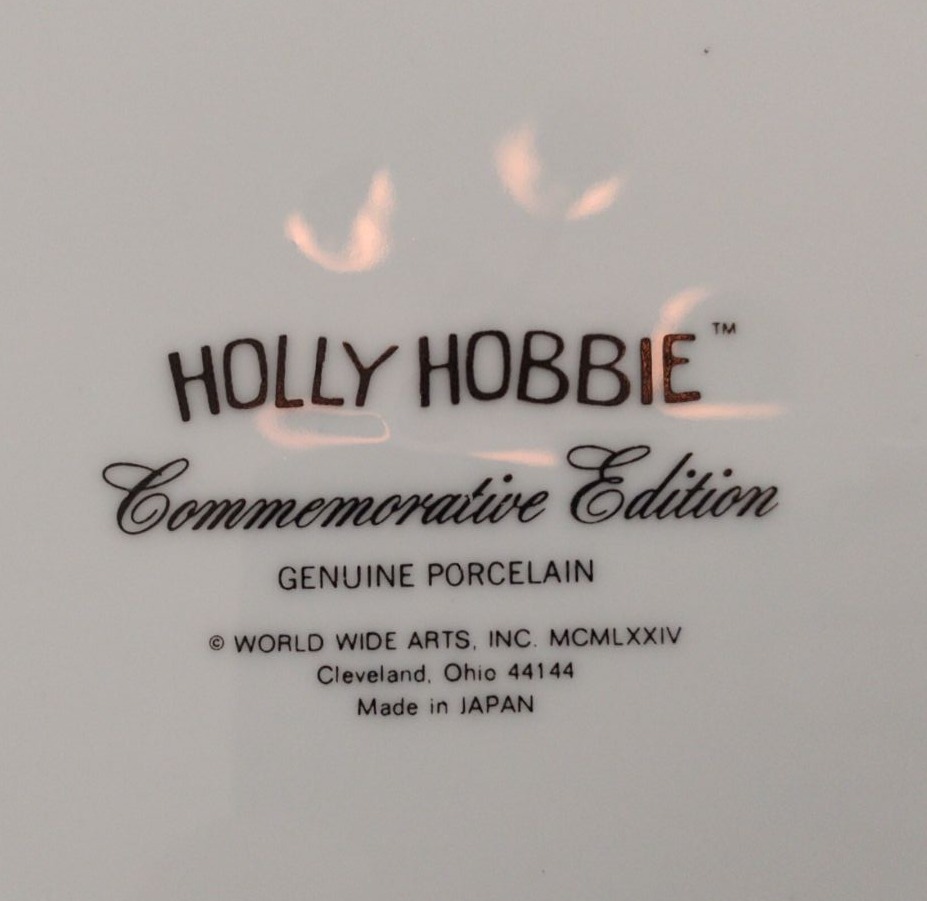 HOLLY HOBBIE™
Commemorative Edition
GENUINE PORCELAIN
© WORLD WIDE ARTS, INC. MCMLXXIV
Cleveland, Ohio 44144
Made in JAPAN